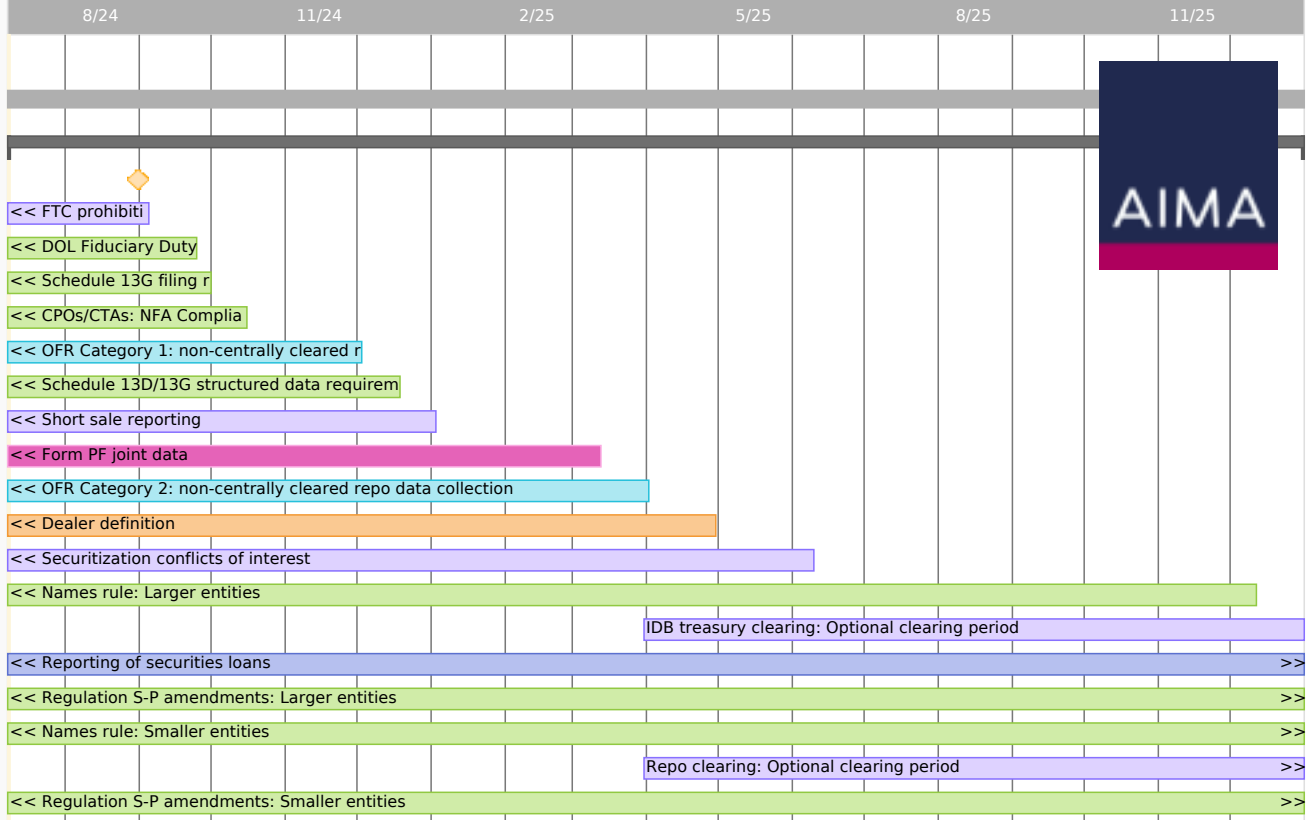 8/24 11/24 2/25 5/25 8/25 11/25
AIMA
<< FTC prohibiti
<< DOL Fiduciary Duty
<< Schedule 13G filing r
<< CPOs/CTAs: NFA Complia
<< OFR Category 1: non-centrally cleared r
<< Schedule 13D/13G structured data requirem
<< Short sale reporting
<< Form PF joint data
<< OFR Category 2: non-centrally cleared repo data collection
<< Dealer definition
<< Securitization conflicts of interest
<< Names rule: Larger entities
IDB treasury clearing: Optional clearing period
<< Reporting of securities loans >>
<< Regulation S-P amendments: Larger entities >>
<< Names rule: Smaller entities >>
Repo clearing: Optional clearing period >>
<< Regulation S-P amendments: Smaller entities >>